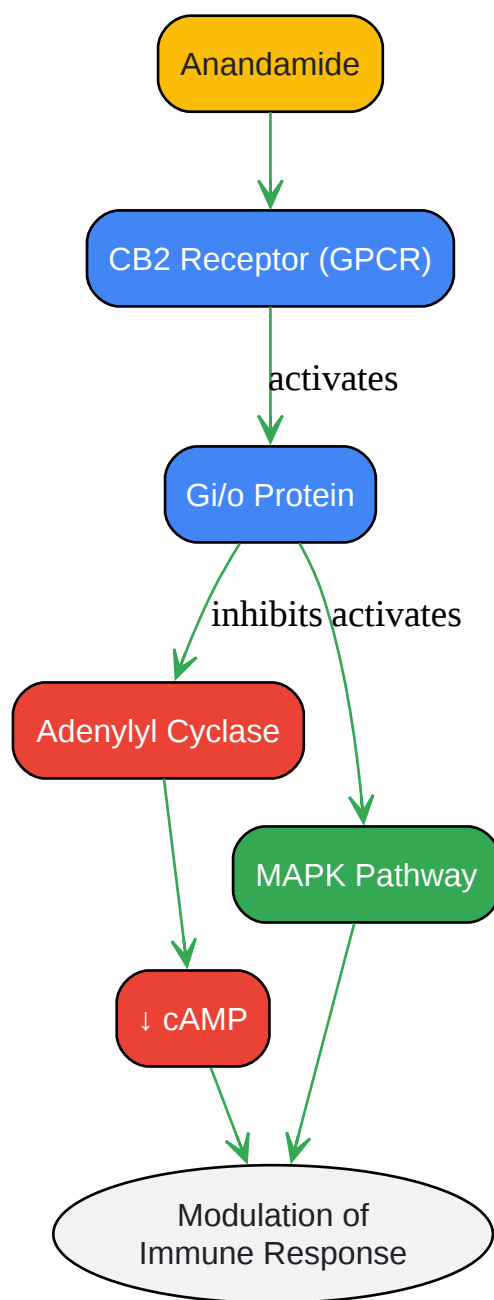 Anandamide
CB2 Receptor (GPCR)
activates
Gi/o Protein
inhibits activates
Adenylyl Cyclase
MAPK Pathway
↓ cAMP
Modulation of
Immune Response